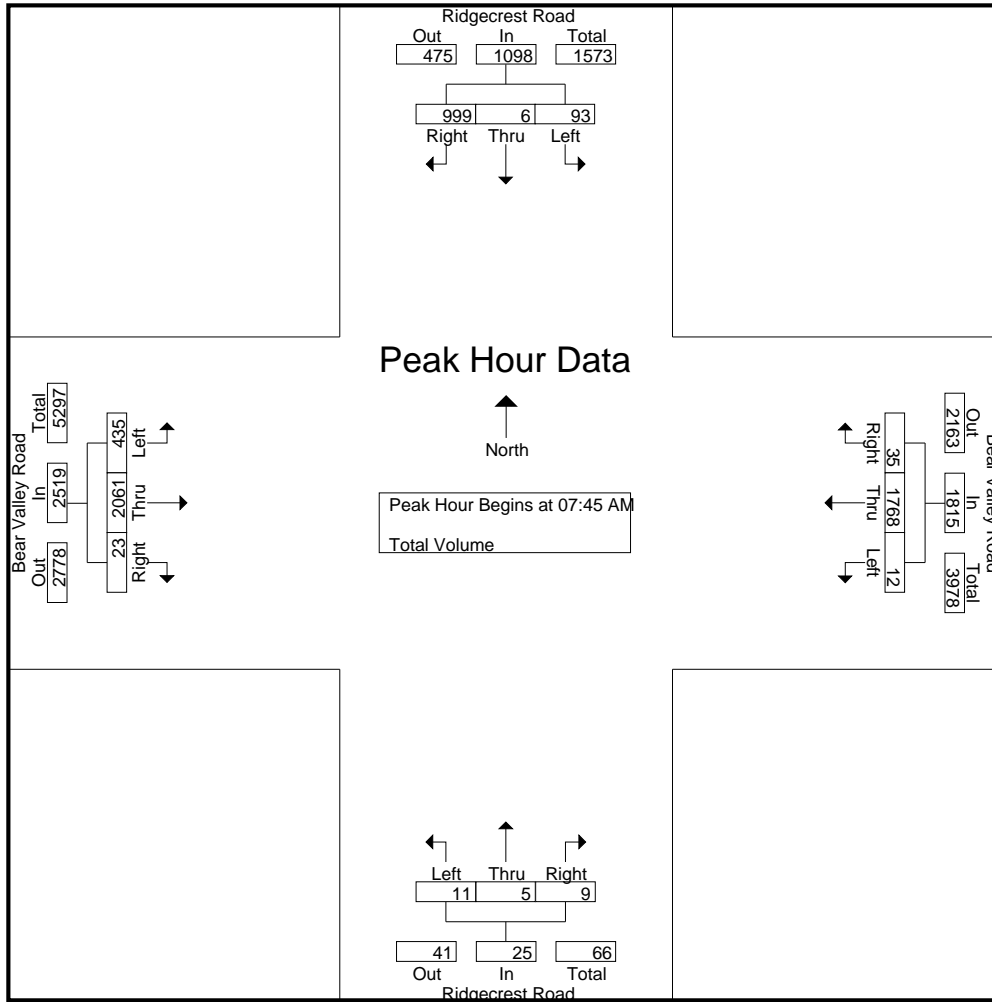 Ridgecrest Road
Out In Total
475 1098 1573
999 6 93
Right Thru Left
Peak Hour Data
North
Peak Hour Begins at 07:45 AM
Total Volume
Bear Valley Road
Total In Out
5297 2519 2778
435 2061 23
Left Thru Right
Bear Valley Road
Out In Total
2163 1815 3978
35 1768 12
Right Thru Left
Left Thru Right
11 5 9
41 25 66
Out In Total
Ridgecrest Road